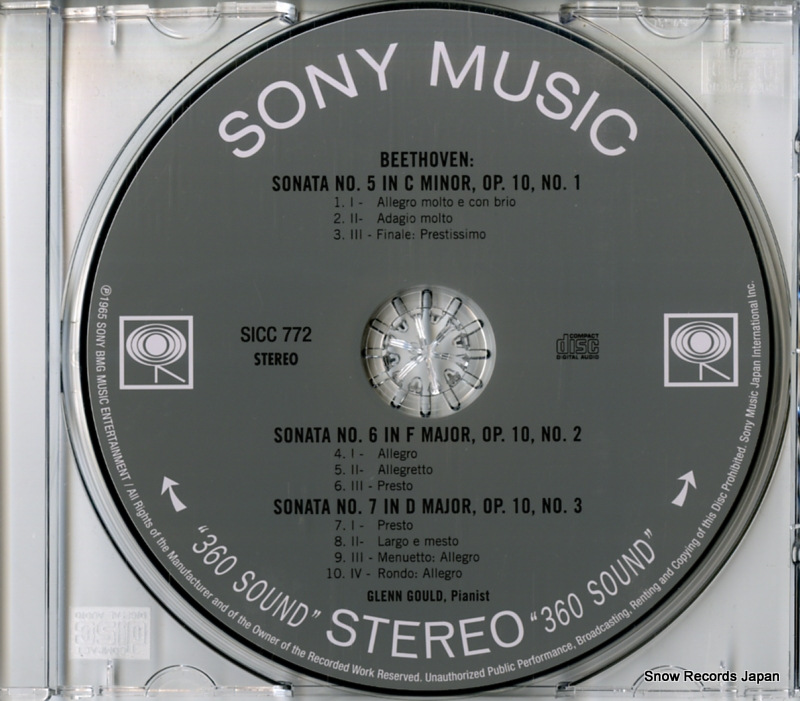 SONY MUSIC
BEETHOVEN:
SONATA NO. 5 IN C MINOR, OP. 10, NO. 1
1. I - Allegro molto e con brio
2. II- Adagio molto
3. III - Finale: Prestissimo
SICC 772
STEREO
COMPACT
disc
DIGITAL AUDIO
SONATA NO. 6 IN F MAJOR, OP. 10, NO. 2
4. I - Allegro
5. II- Allegretto
6. III - Presto
SONATA NO. 7 IN D MAJOR, OP. 10, NO. 3
7. I - Presto
8. II- Largo e mesto
9. III - Menuetto: Allegro
10. IV - Rondo: Allegro
GLENN GOULD, Pianist
"360 SOUND" STEREO "360 SOUND"
℗1965 SONY BMG MUSIC ENTERTAINMENT / All Rights of the Manufacturer and of the Owner of the Recorded Work Reserved. Unauthorized Public Performance, Broadcasting, Renting and Copying of this Disc Prohibited. Sony Music Japan International Inc.
Snow Records Japan